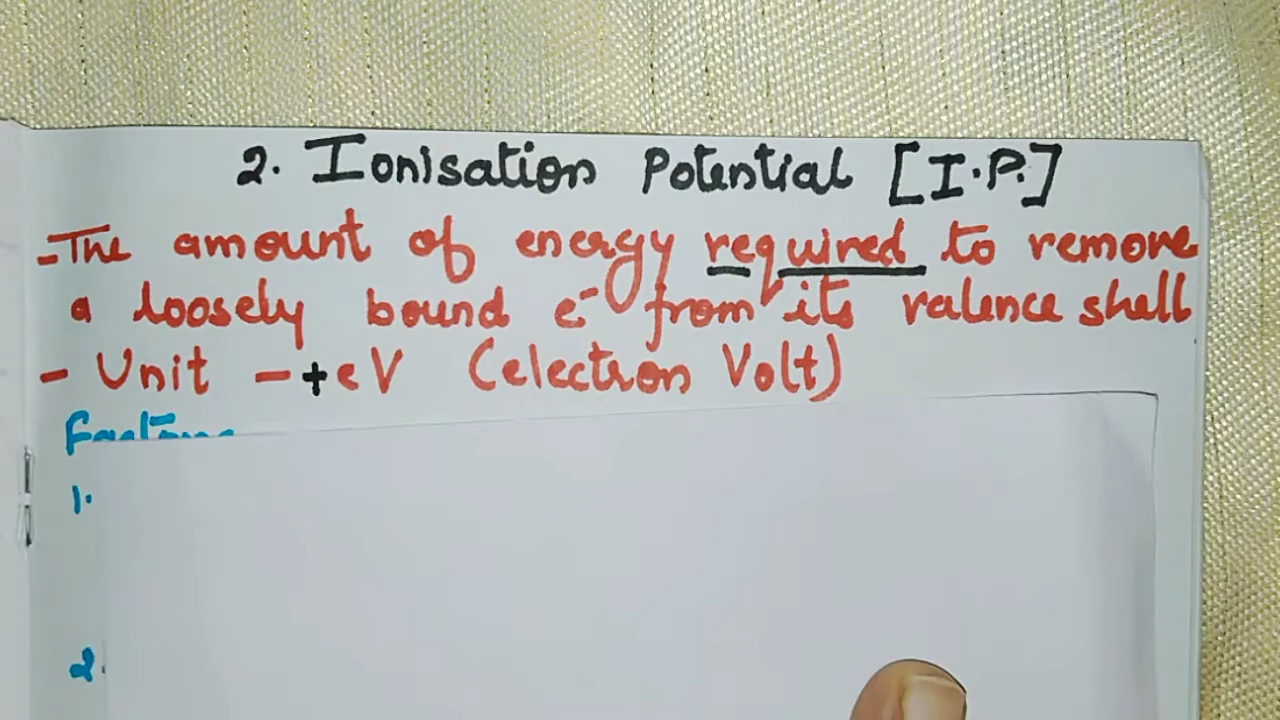 2. Ionisation Potential [I.P.]
- The amount of energy required to remove
a loosely bound e⁻ from its valence shell
- Unit - +eV (electron Volt)
Factors
1.
2.